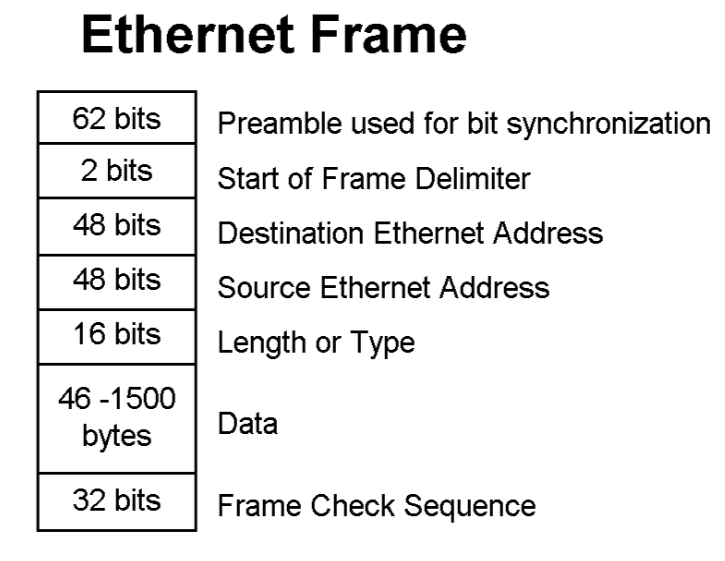 Ethernet Frame
62 bits Preamble used for bit synchronization
2 bits Start of Frame Delimiter
48 bits Destination Ethernet Address
48 bits Source Ethernet Address
16 bits Length or Type
46 -1500
bytes Data
32 bits Frame Check Sequence